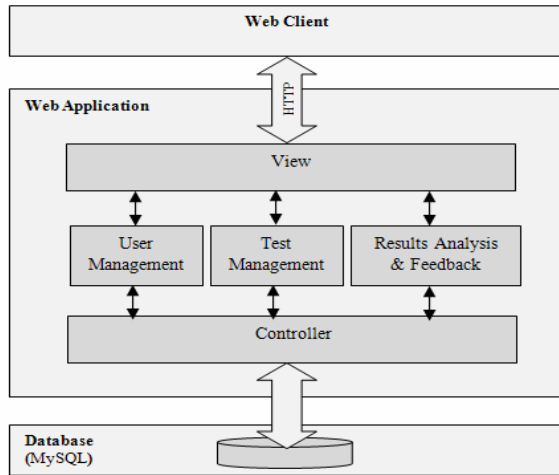 Web Client
HTTP
Web Application
View
User
Management
Test
Management
Results Analysis
& Feedback
Controller
Database
(MySQL)